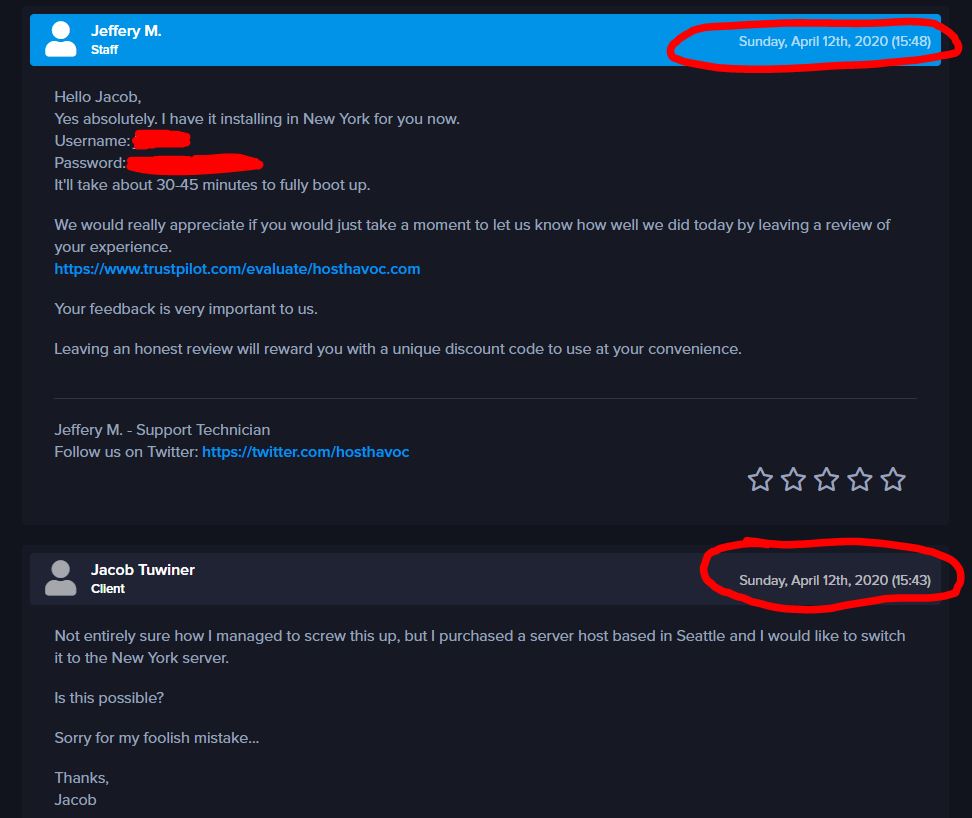 Jeffery M.
Staff
Sunday, April 12th, 2020 (15:48)
Hello Jacob,
Yes absolutely. I have it installing in New York for you now.
Username:
Password:
It'll take about 30-45 minutes to fully boot up.
We would really appreciate if you would just take a moment to let us know how well we did today by leaving a review of
your experience.
https://www.trustpilot.com/evaluate/hosthavoc.com
Your feedback is very important to us.
Leaving an honest review will reward you with a unique discount code to use at your convenience.
Jeffery M. - Support Technician
Follow us on Twitter: https://twitter.com/hosthavoc
Jacob Tuwiner
Client
Sunday, April 12th, 2020 (15:43)
Not entirely sure how I managed to screw this up, but I purchased a server host based in Seattle and I would like to switch
it to the New York server.
Is this possible?
Sorry for my foolish mistake...
Thanks,
Jacob